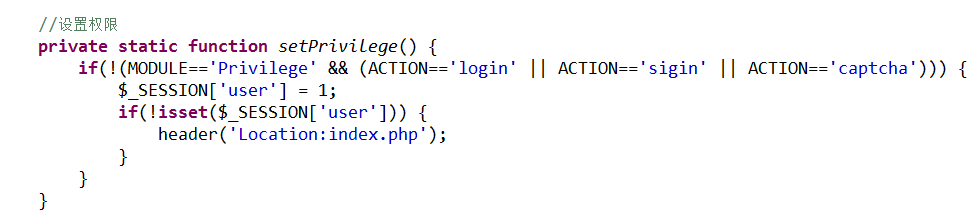 //设置权限
private static function setPrivilege() {
    if(!(MODULE=='Privilege' && (ACTION=='login' || ACTION=='sigin' || ACTION=='captcha'))) {
        $_SESSION['user'] = 1;
        if(!isset($_SESSION['user'])) {
            header('Location:index.php');
        }
    }
}